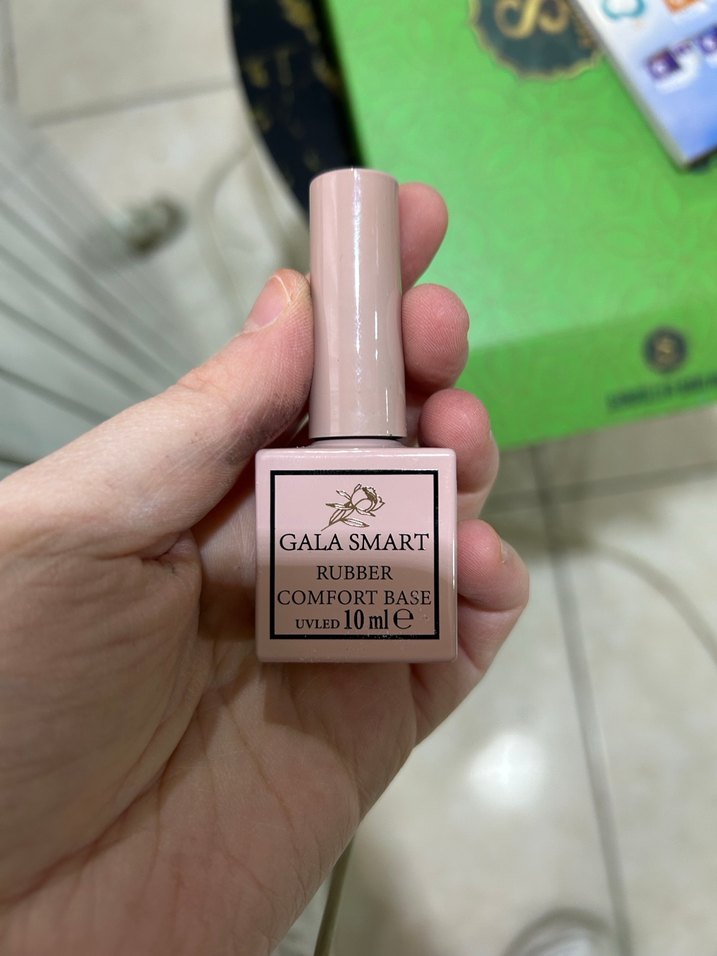 GALA SMART
RUBBER
COMFORT BASE
UVLED 10 ml ℮